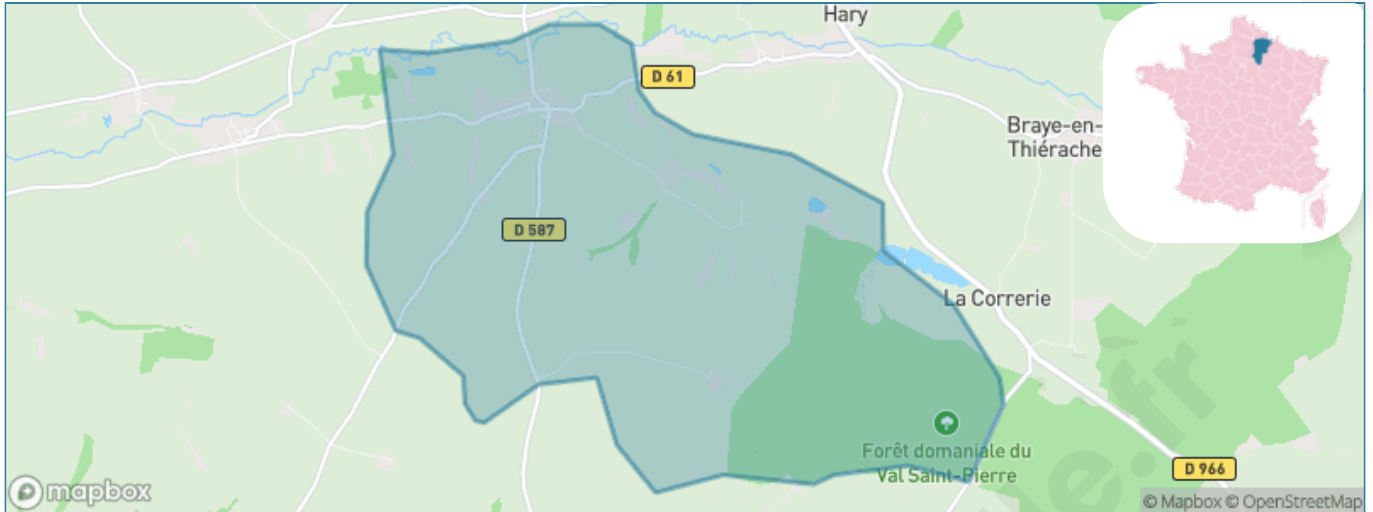 Hary
D 61
Braye-en-
Thiérache
D 587
La Correrie
Forêt domaniale du
Val Saint-Pierre
D 966
mapbox
© Mapbox © OpenStreetMap